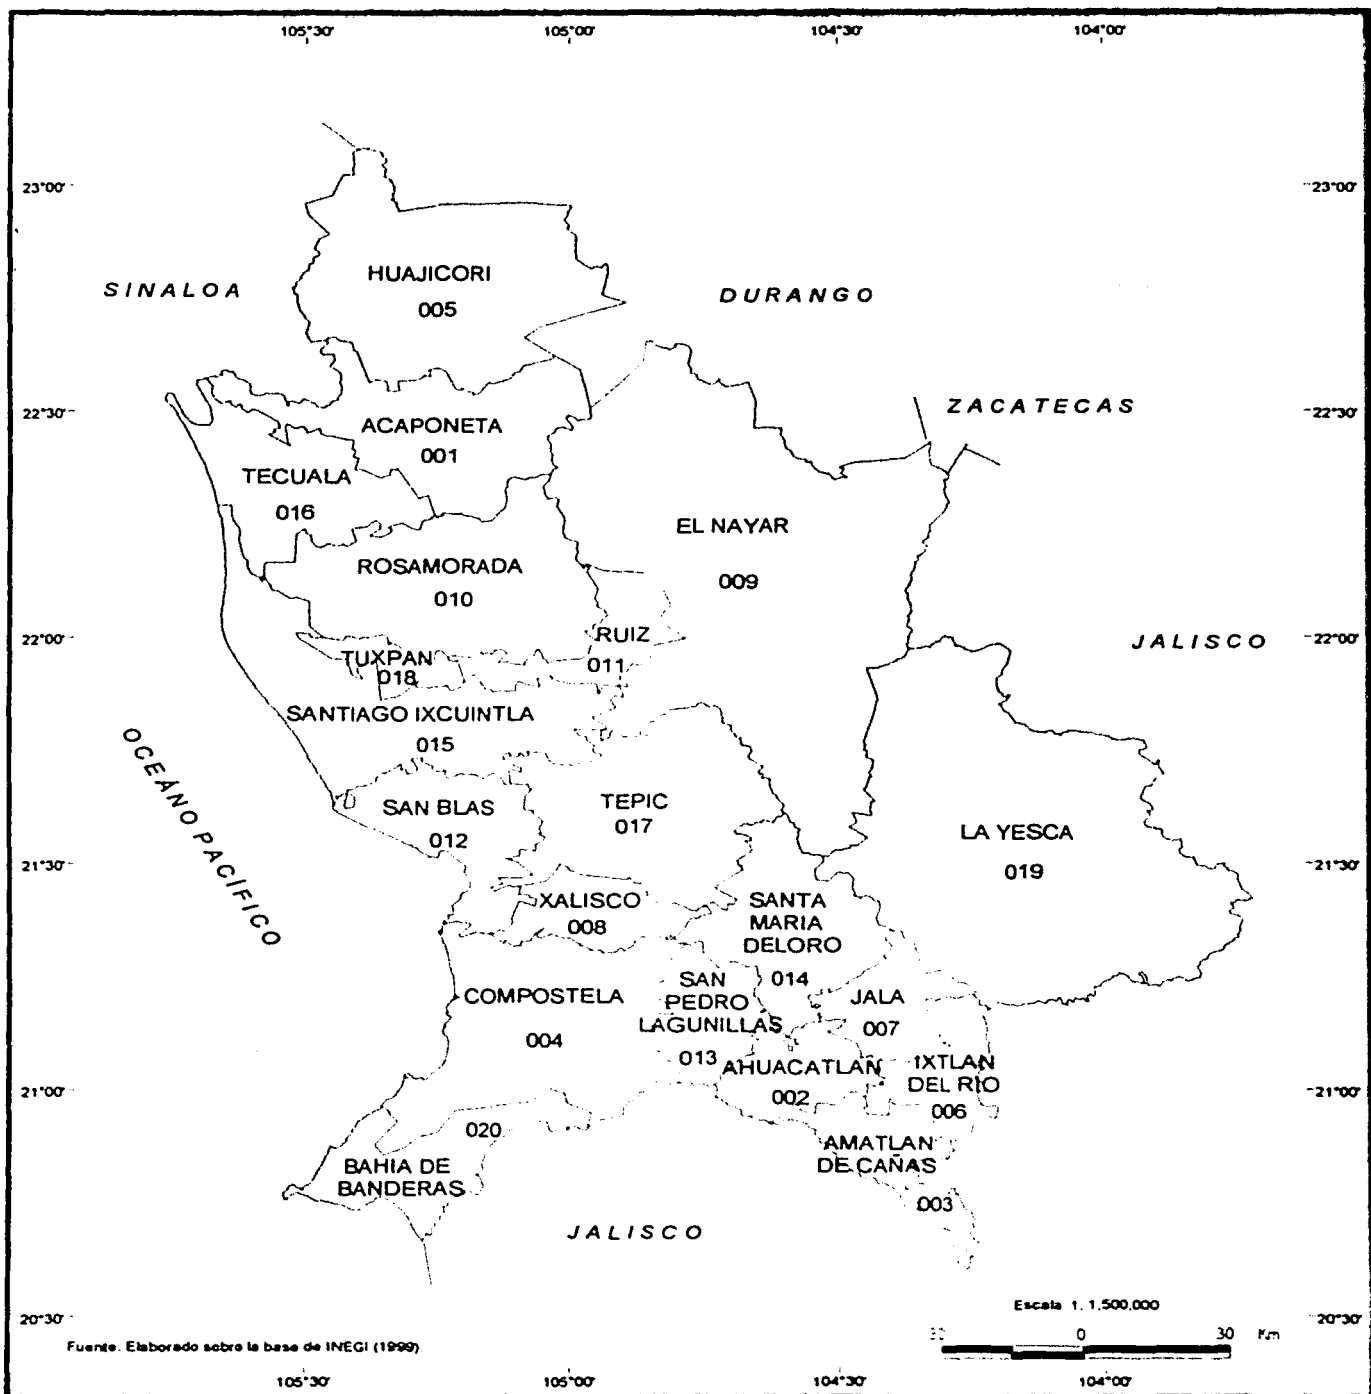 105°30'
105°00'
104°30'
104°00'
23°00'
23°00'
HUAJICORI
005
SINALOA
DURANGO
22°30'
22°30'
ZACATECAS
ACAPONETA
001
TECUALA
016
EL NAYAR
009
ROSAMORADA
010
22°00'
22°00'
RUIZ
011
JALISCO
TUXPAN
018
SANTIAGO IXCUINTLA
015
OCEÁNO PACÍFICO
SAN BLAS
012
TEPIC
017
LA YESCA
019
21°30'
21°30'
XALISCO
008
SANTA
MARIA
DELORO
014
COMPOSTELA
004
SAN
PEDRO
LAGUNILLAS
013
JALA
007
AHUACATLAN
002
IXTLAN
DEL RIO
006
21°00'
21°00'
020
AMATLAN
DE CAÑAS
003
BAHIA DE
BANDERAS
JALISCO
Escala 1: 1,500,000
20°30'
20°30'
30 0 30 Km
Fuente. Elaborado sobre la base de INEGI (1999)
105°30'
105°00'
104°30'
104°00'